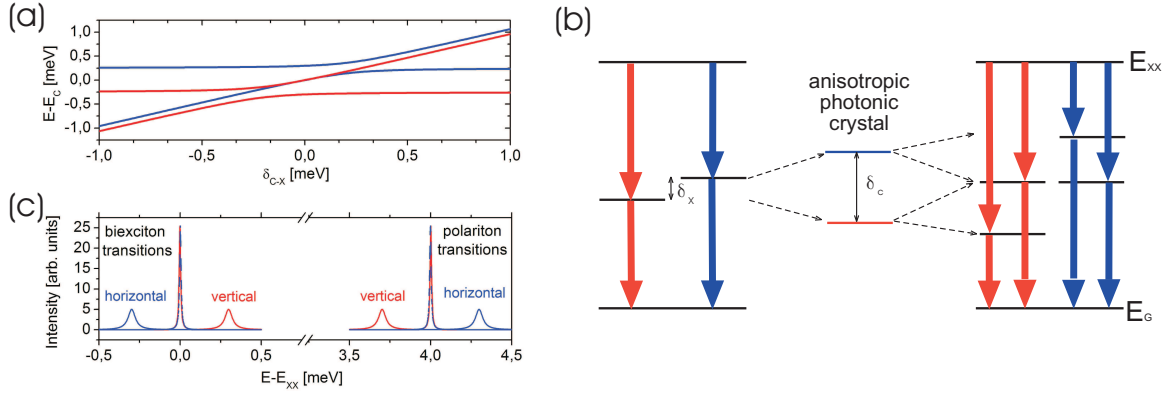 (a)
E-E_C [meV]
1,0
0,5
0,0
-0,5
-1,0
-1,0 -0,5 0,0 0,5 1,0
δ_C-X [meV]
(b)
anisotropic
photonic
crystal
δ_X
δ_c
E_XX
E_G
(c)
Intensity [arb. units]
25
20
15
10
5
0
biexciton
transitions
horizontal
vertical
polariton
transitions
vertical
horizontal
-0,5 0,0 0,5 3,5 4,0 4,5
E-E_XX [meV]